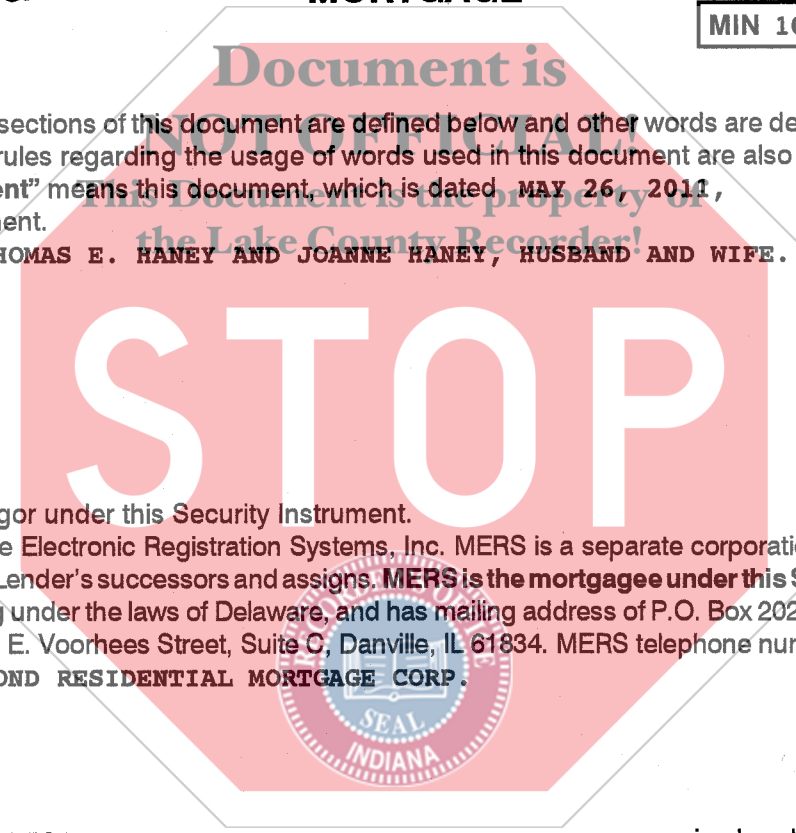 MORTGAGE
MIN 10
Document is
sections of this document are defined below and other words are de
NOT OFFICIAL!
rules regarding the usage of words used in this document are also
ent” means this document, which is dated MAY 26, 2011,
This Document is the property of
ment.
the Lake County Recorder!
HOMAS E. HANEY AND JOANNE HANEY, HUSBAND AND WIFE.
STOP
gor under this Security Instrument.
e Electronic Registration Systems, Inc. MERS is a separate corporati
Lender's successors and assigns. MERS is the mortgagee under this S
g under the laws of Delaware, and has mailing address of P.O. Box 202
E. Voorhees Street, Suite C, Danville, IL 61834. MERS telephone nur
OND RESIDENTIAL MORTGAGE CORP.
SEAL
INDIANA